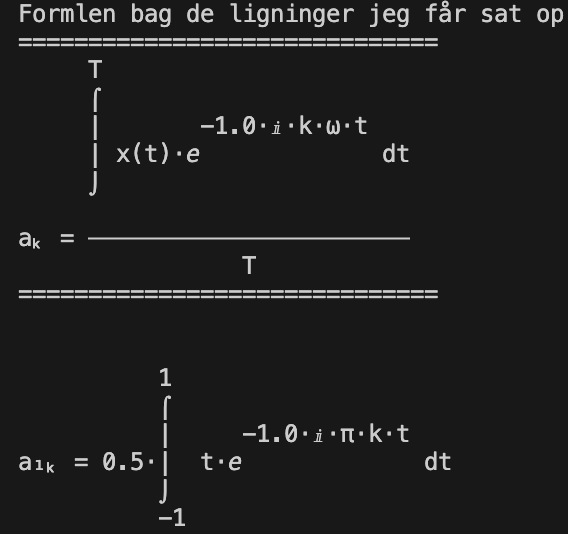 Formlen bag de ligninger jeg får sat op
==============================
T
⌠
⎮ -1.0⋅ⅈ⋅k⋅ω⋅t
⎮ x(t)⋅ℯ dt
⌡
aₖ = ───────────────────────
T
==============================
1
⌠
⎮ -1.0⋅ⅈ⋅π⋅k⋅t
a₁ₖ = 0.5⋅⎮ t⋅ℯ dt
⌡
-1